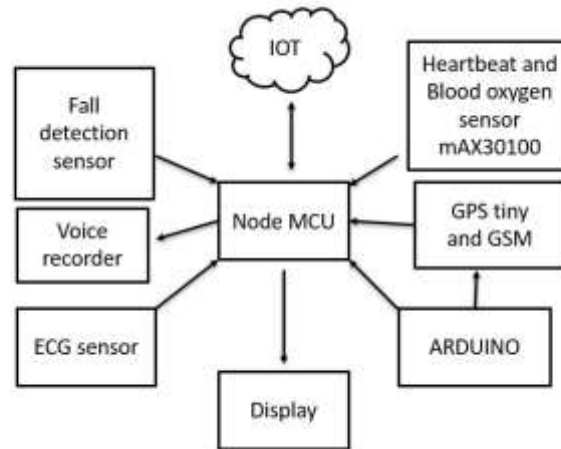 IOT
Fall
detection
sensor
Heartbeat and
Blood oxygen
sensor
mAX30100
Node MCU
Voice
recorder
GPS tiny
and GSM
ECG sensor
ARDUINO
Display